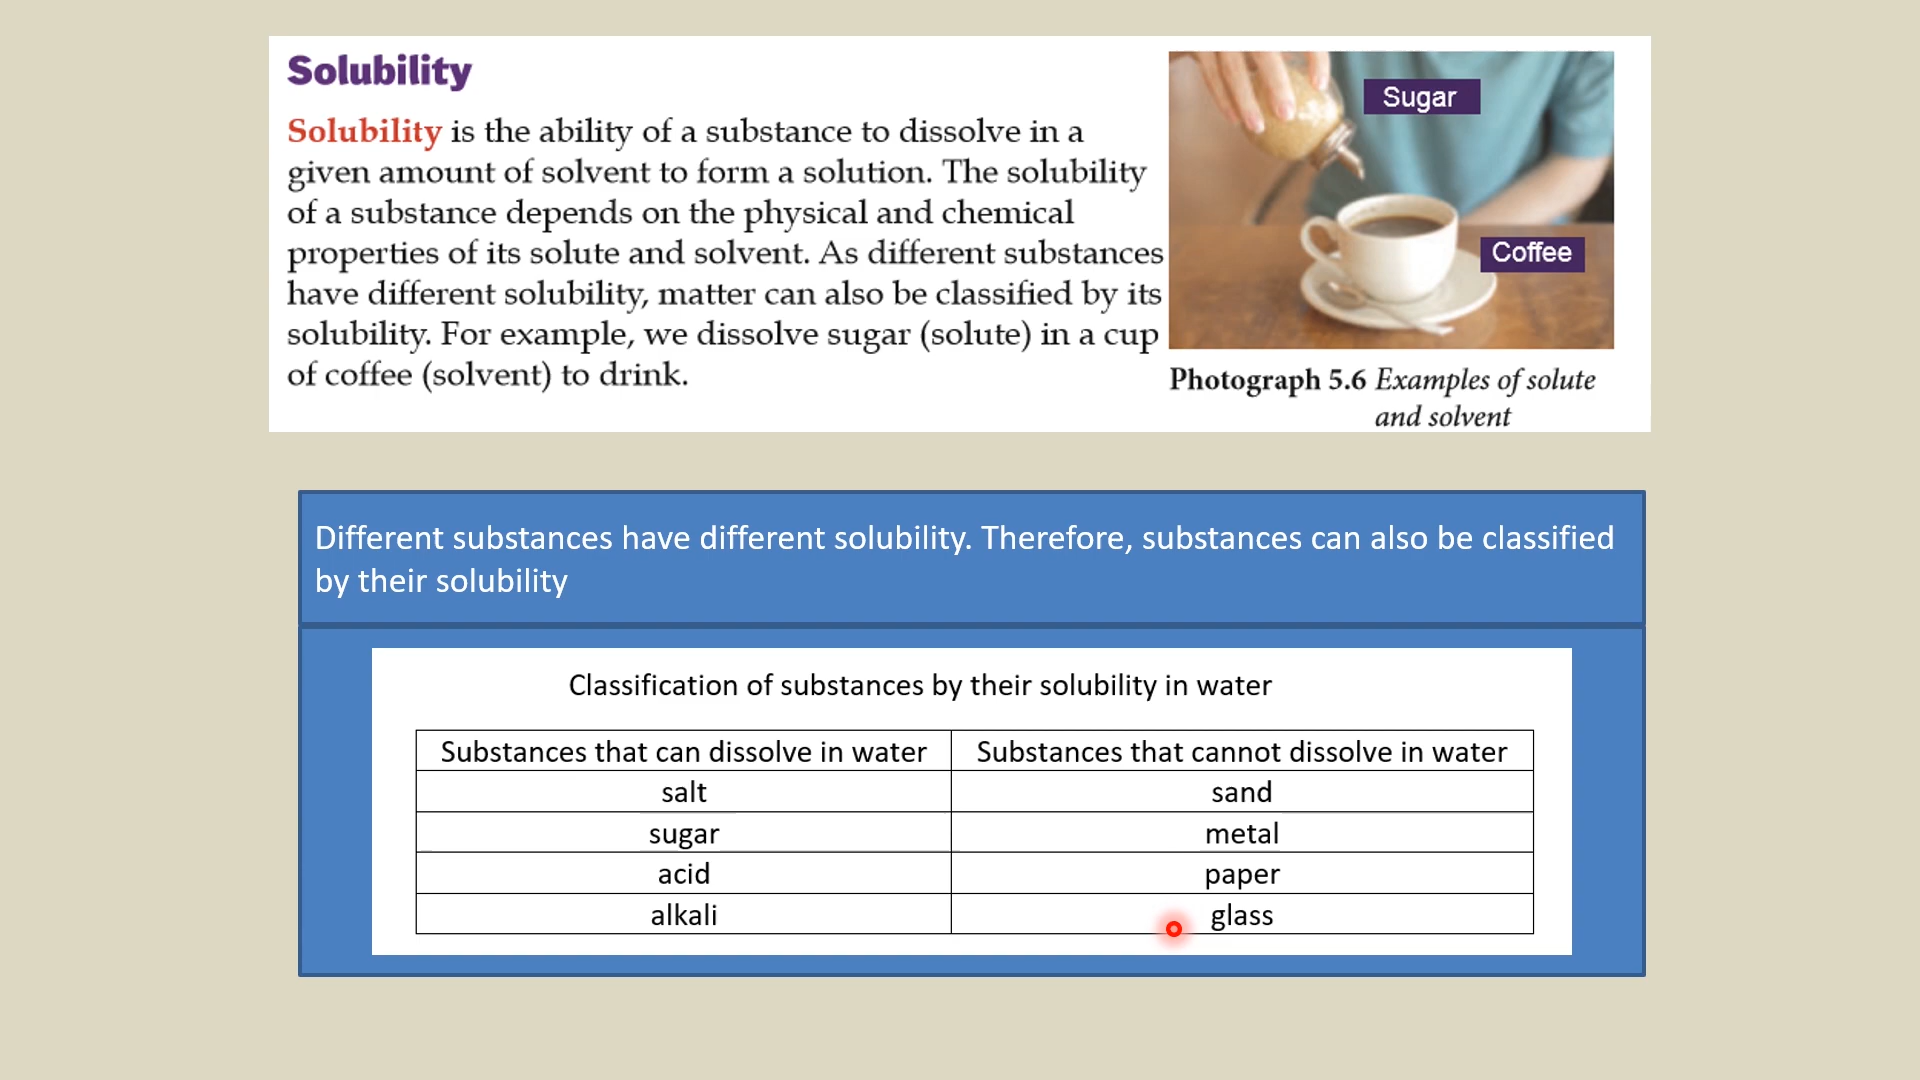 Solubility
Solubility is the ability of a substance to dissolve in a
given amount of solvent to form a solution. The solubility
of a substance depends on the physical and chemical
properties of its solute and solvent. As different substances
have different solubility, matter can also be classified by its
solubility. For example, we dissolve sugar (solute) in a cup
of coffee (solvent) to drink.
Sugar
Coffee
Photograph 5.6 Examples of solute
and solvent
Different substances have different solubility. Therefore, substances can also be classified
by their solubility
Classification of substances by their solubility in water
Substances that can dissolve in water Substances that cannot dissolve in water
salt sand
sugar metal
acid paper
alkali glass